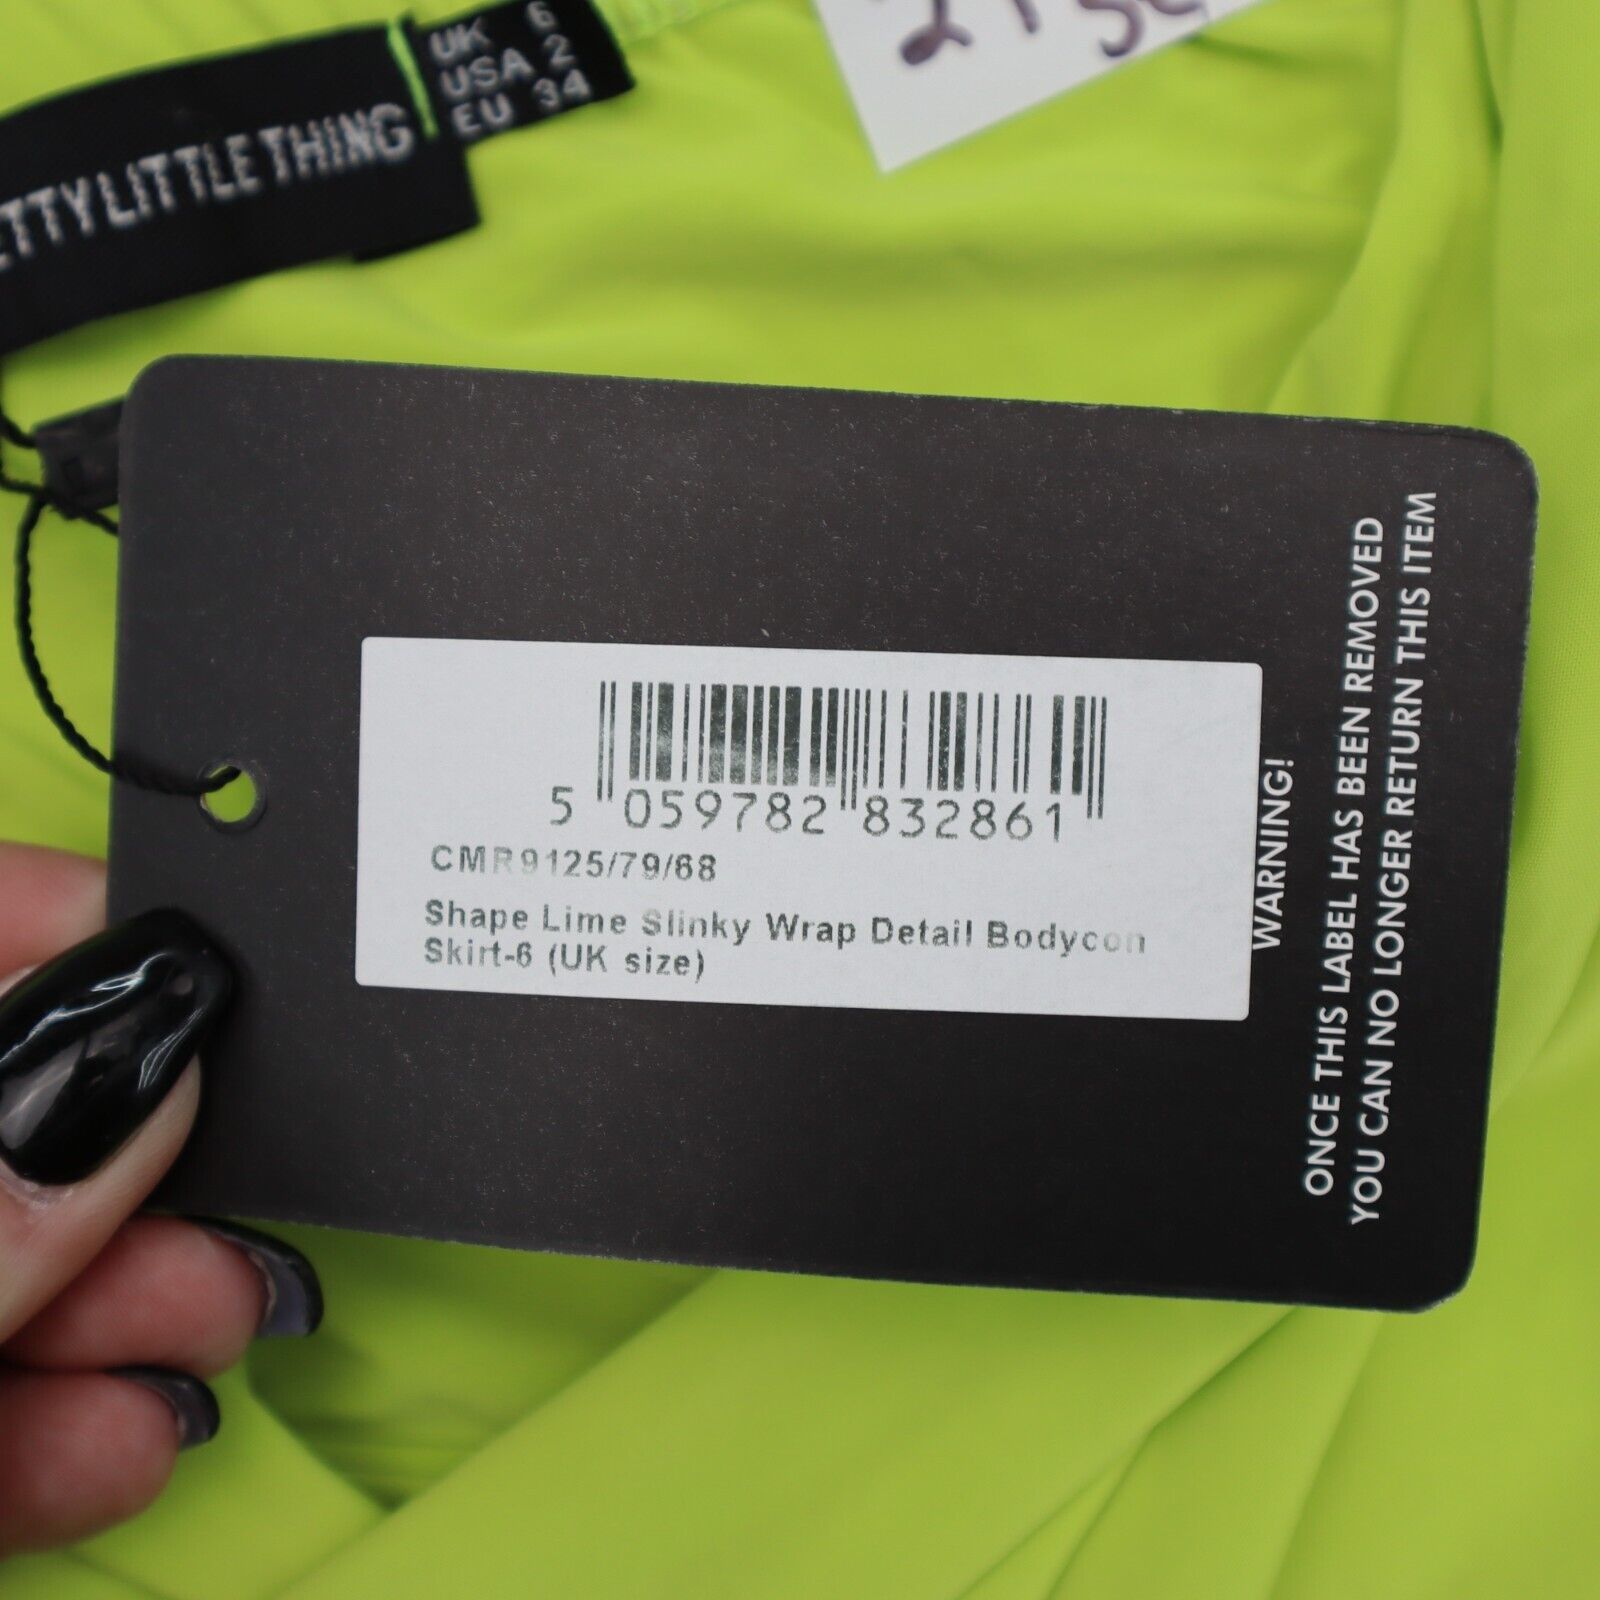 UK 6
USA 2
EU 34
ETTYLITTLETHING
5 059782 832861
CMR9125/79/68
Shape Lime Slinky Wrap Detail Bodycon
Skirt-6 (UK size)
WARNING!
ONCE THIS LABEL HAS BEEN REMOVED
YOU CAN NO LONGER RETURN THIS ITEM